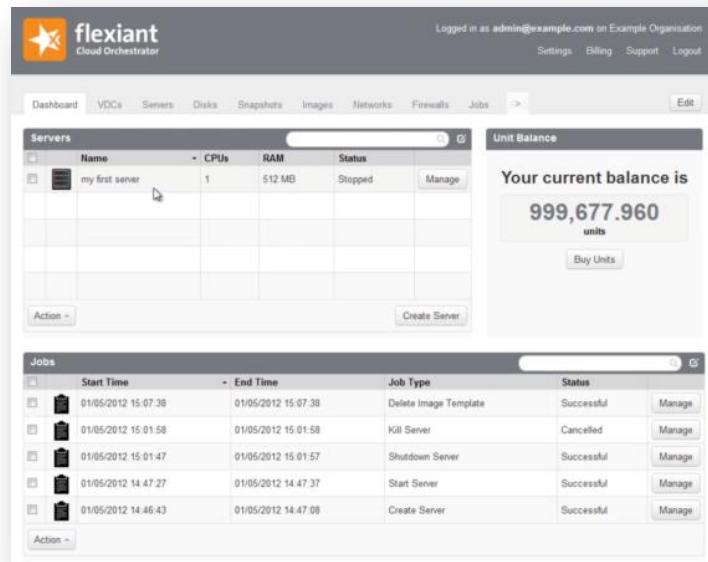 flexiant
Cloud Orchestrator
Logged in as admin@example.com on Example Organisation
Settings Billing Support Logout
Dashboard VDCs Servers Disks Snapshots Images Networks Firewalls Jobs > Edit
Servers
Name CPUs RAM Status
my first server 1 512 MB Stopped Manage
Action Create Server
Unit Balance
Your current balance is
999,677.960
units
Buy Units
Jobs
Start Time End Time Job Type Status
01/05/2012 15:07:38 01/05/2012 15:07:38 Delete Image Template Successful Manage
01/05/2012 15:01:58 01/05/2012 15:01:58 Kill Server Cancelled Manage
01/05/2012 15:01:47 01/05/2012 15:01:57 Shutdown Server Successful Manage
01/05/2012 14:47:27 01/05/2012 14:47:37 Start Server Successful Manage
01/05/2012 14:46:43 01/05/2012 14:47:08 Create Server Successful Manage
Action